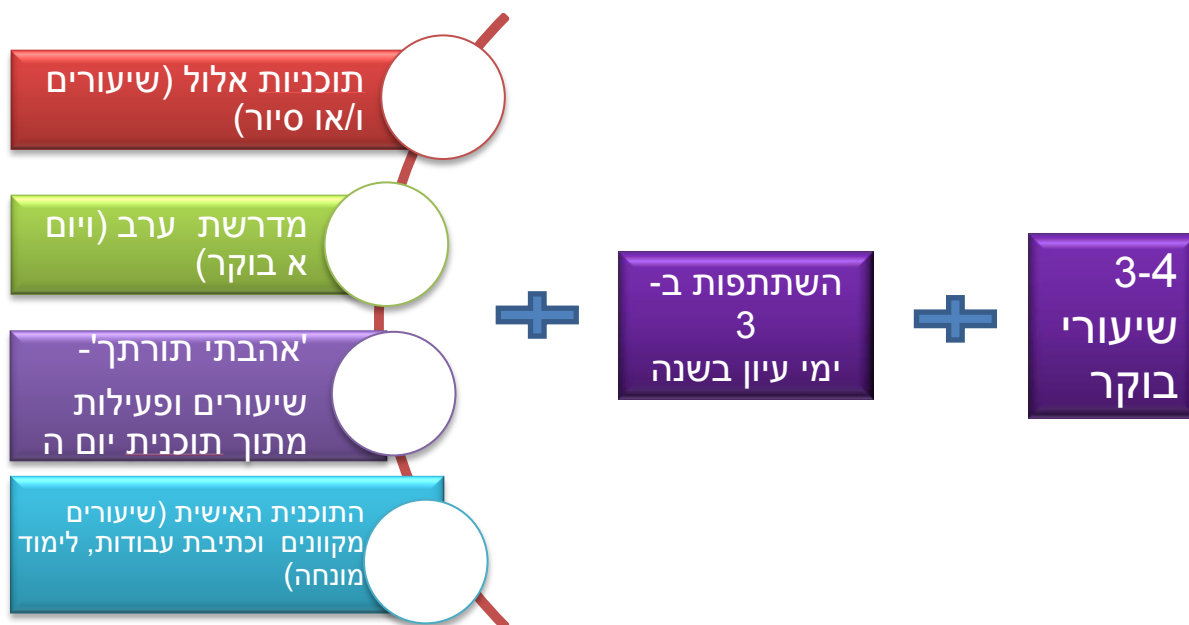 3-4
שיעורי
בוקר
השתתפות ב-
3
ימי עיון בשנה
תוכניות אלול (שיעורים
ו/או סיור)
מדרשת ערב (ויום
א בוקר)
'אהבתי תורתך'-
שיעורים ופעילות
מתוך תוכנית יום ה
התוכנית האישית (שיעורים
מקוונים וכתיבת עבודות, לימוד
מונחה)